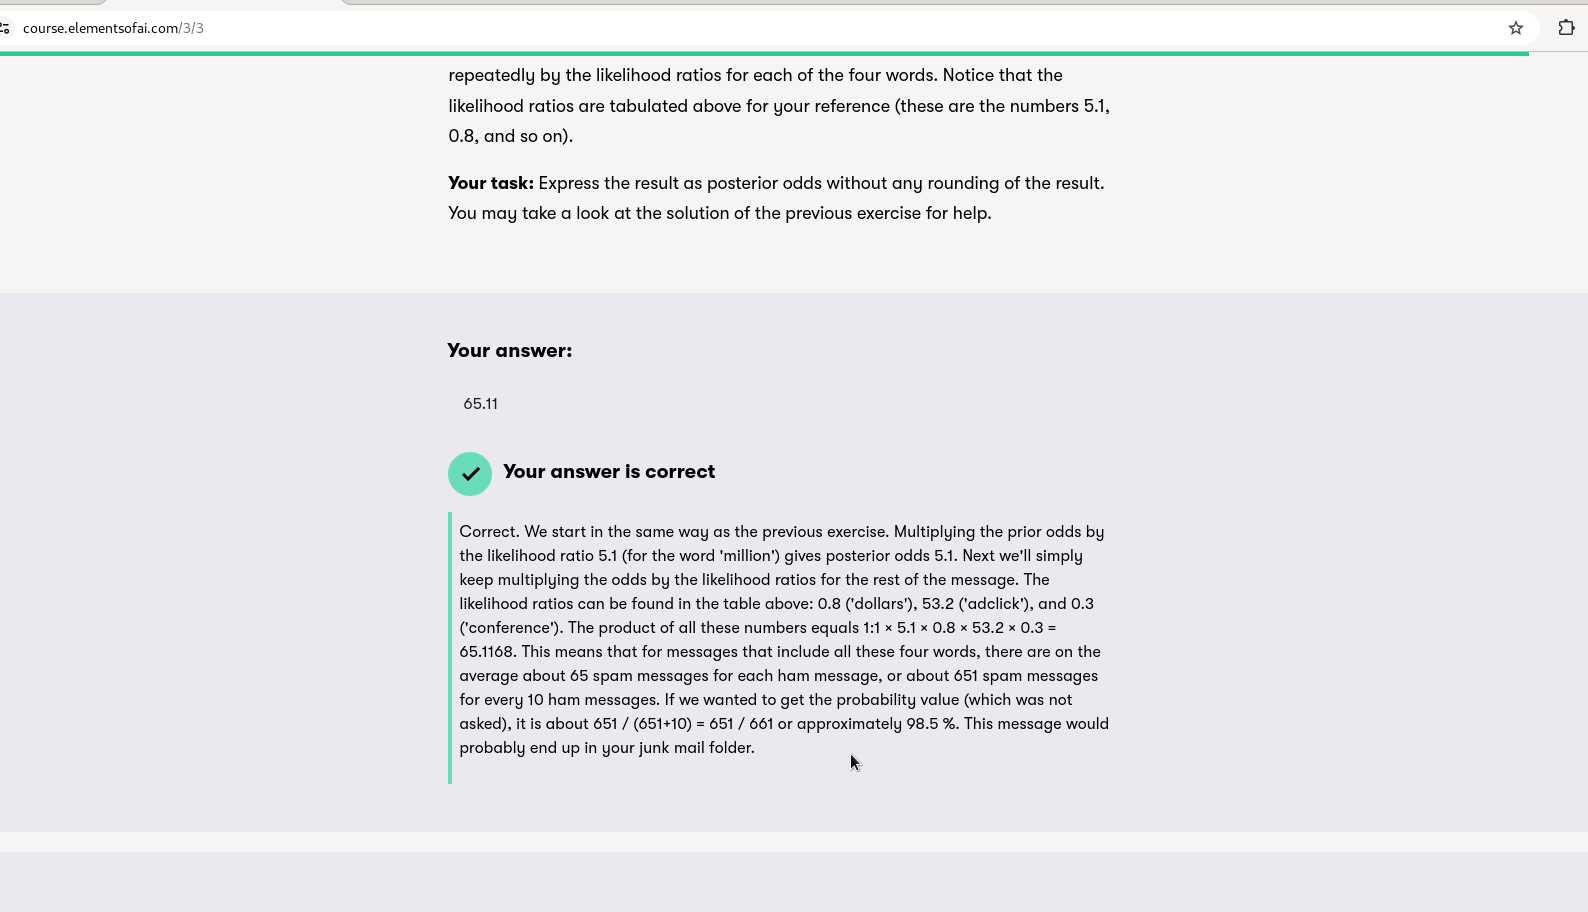 course.elementsofai.com/3/3
repeatedly by the likelihood ratios for each of the four words. Notice that the
likelihood ratios are tabulated above for your reference (these are the numbers 5.1,
0.8, and so on).
Your task: Express the result as posterior odds without any rounding of the result.
You may take a look at the solution of the previous exercise for help.
Your answer:
65.11
Your answer is correct
Correct. We start in the same way as the previous exercise. Multiplying the prior odds by
the likelihood ratio 5.1 (for the word 'million') gives posterior odds 5.1. Next we'll simply
keep multiplying the odds by the likelihood ratios for the rest of the message. The
likelihood ratios can be found in the table above: 0.8 ('dollars'), 53.2 ('adclick'), and 0.3
('conference'). The product of all these numbers equals 1:1 × 5.1 × 0.8 × 53.2 × 0.3 =
65.1168. This means that for messages that include all these four words, there are on the
average about 65 spam messages for each ham message, or about 651 spam messages
for every 10 ham messages. If we wanted to get the probability value (which was not
asked), it is about 651 / (651+10) = 651 / 661 or approximately 98.5 %. This message would
probably end up in your junk mail folder.